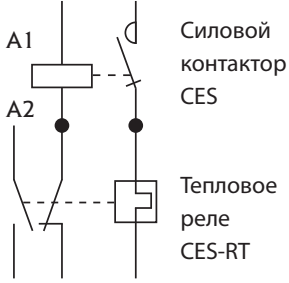 A1
Силовой
контактор
CES
A2
Тепловое
реле
CES-RT